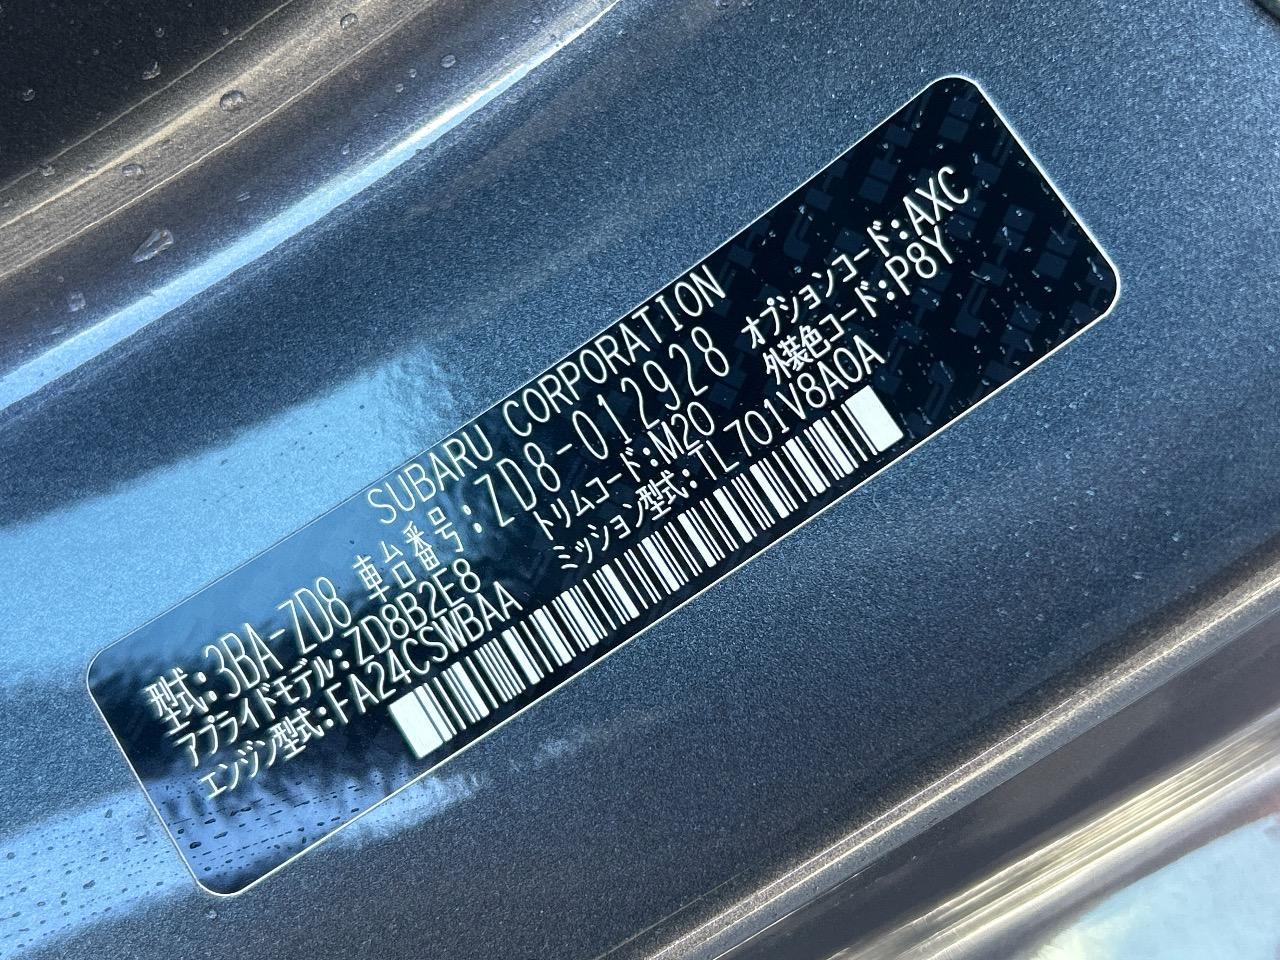 SUBARU CORPORATION
型式:3BA-ZD8 車台番号:ZD8-012928
アプライドモデル:ZD8B2E8 トリムコード:M20 オプションコード:AXC
エンジン型式:FA24CSWBAA ミッション型式:TL701V8A0A 外装色コード:P8Y